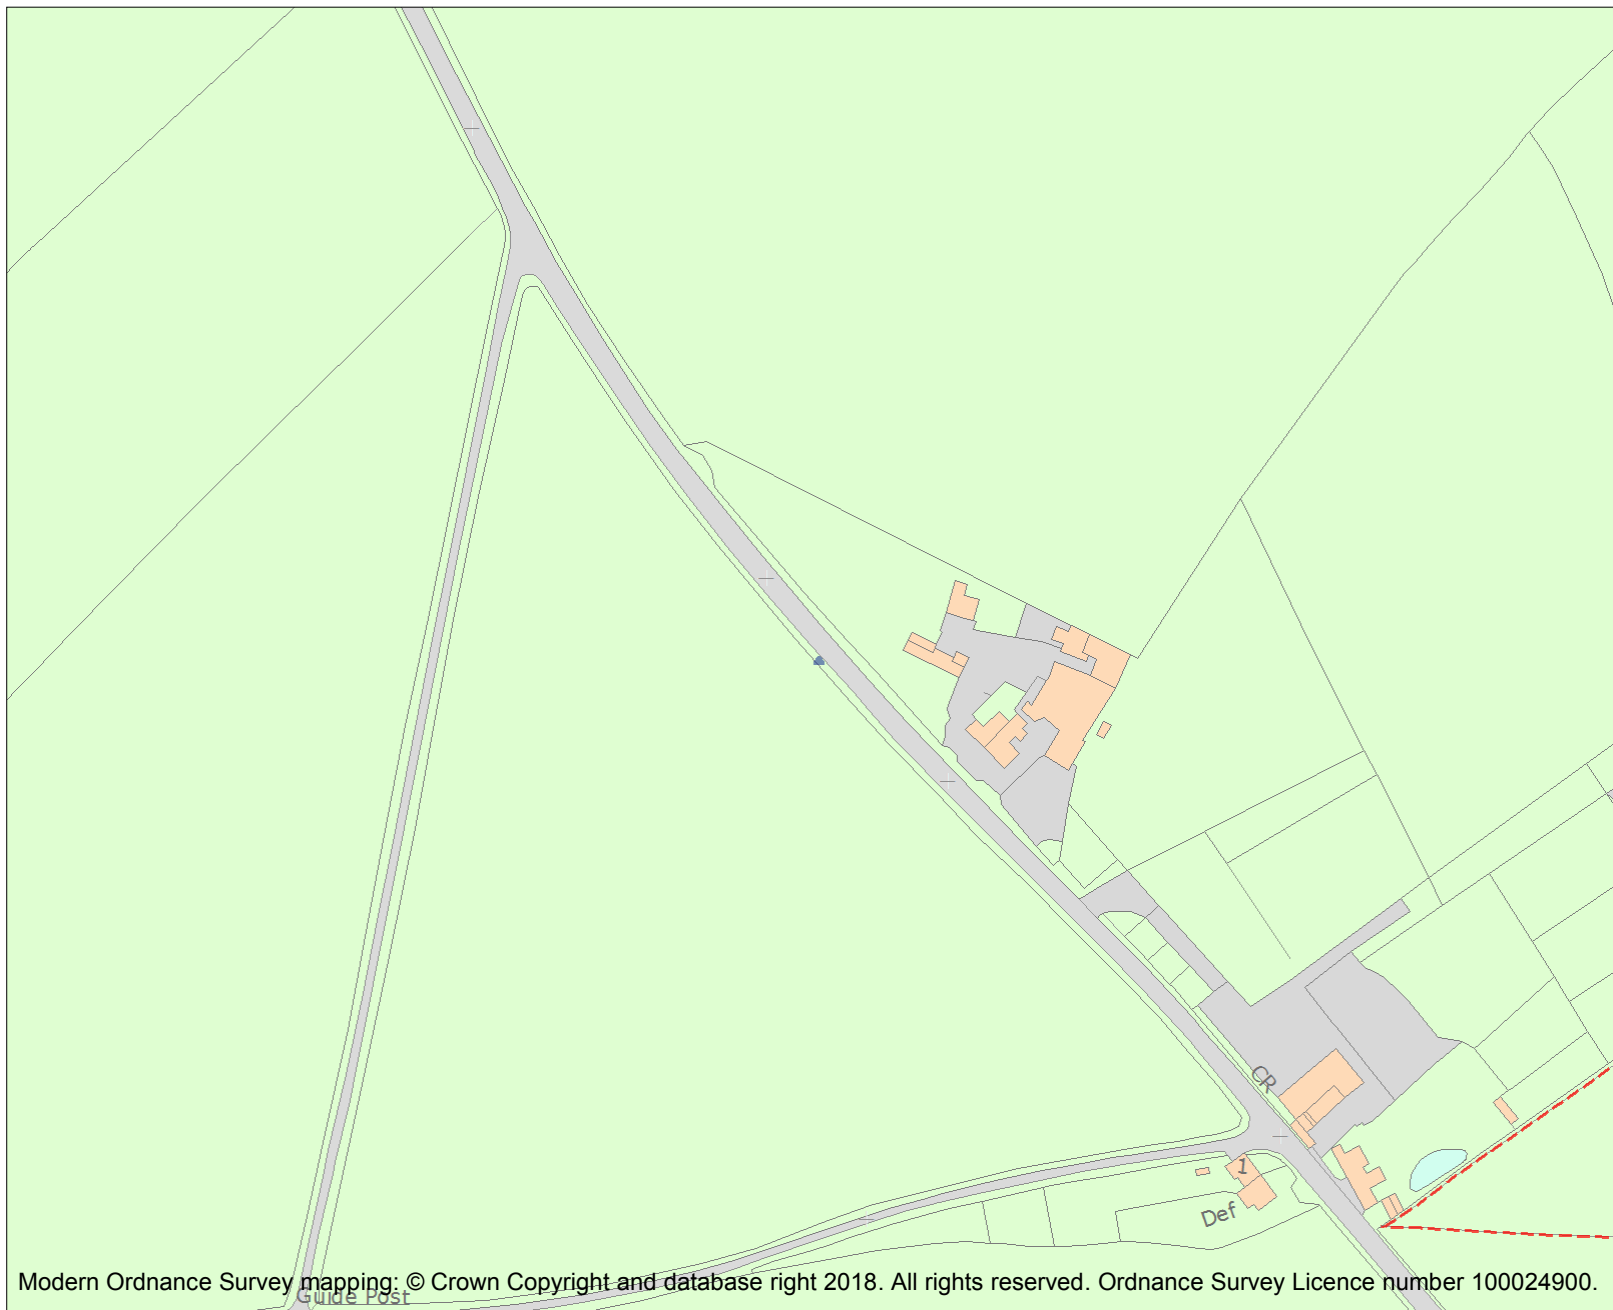 CR
1
Def
Modern Ordnance Survey mapping: © Crown Copyright and database right 2018. All rights reserved. Ordnance Survey Licence number 100024900.
Guide Post